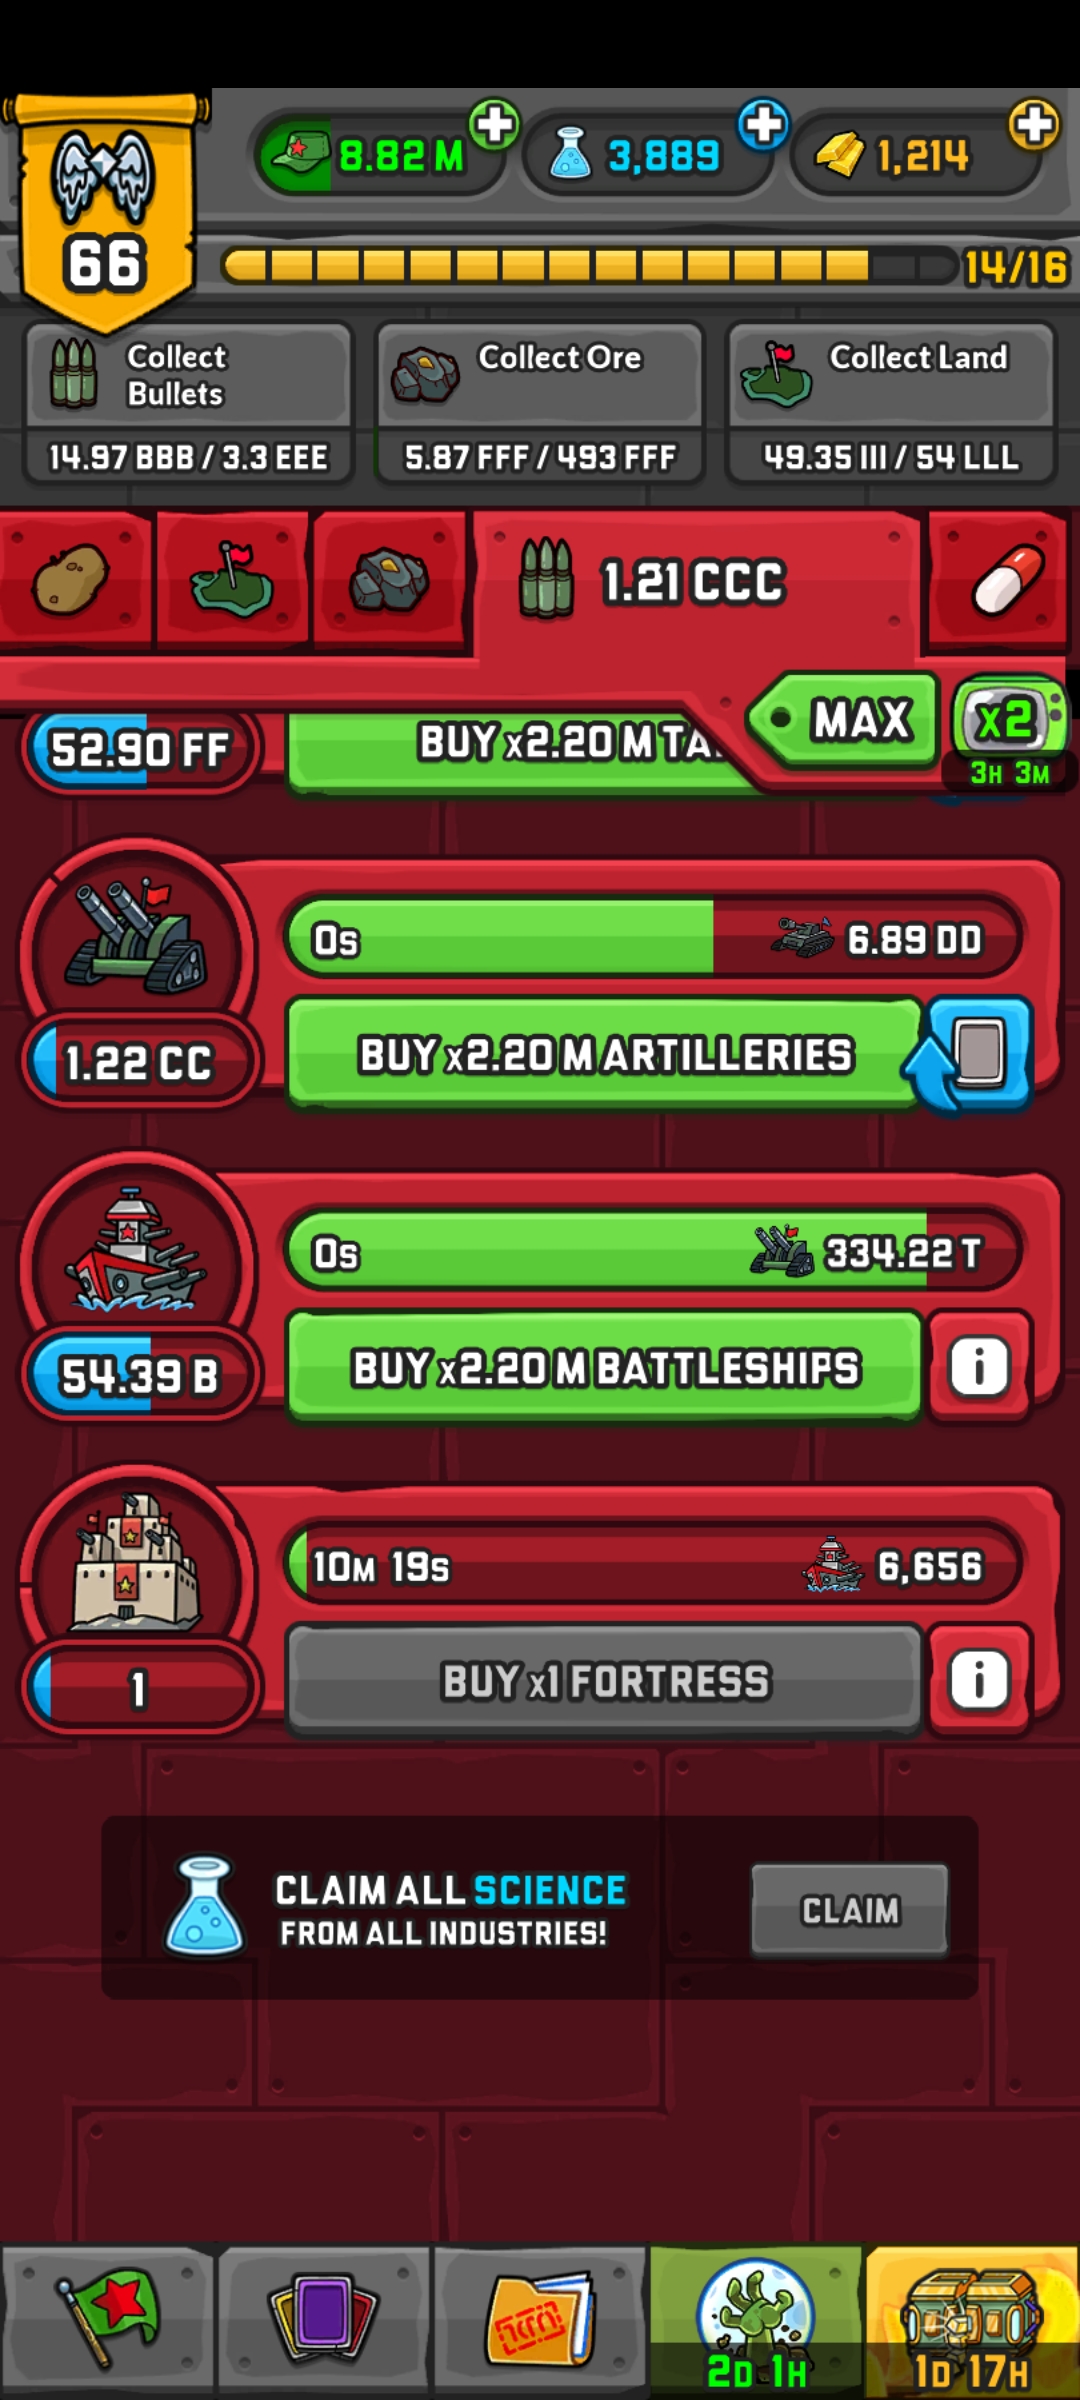 66
8.82 M
3,889
1,214
14/16
Collect
Bullets
14.97 BBB / 3.3 EEE
Collect Ore
5.87 FFF / 493 FFF
Collect Land
49.35 III / 54 LLL
1.21 CCC
MAX
x2
3H 3M
52.90 FF
BUY x2.20 M TA
0s
6.89 DD
1.22 CC
BUY x2.20 M ARTILLERIES
0s
334.22 T
54.39 B
BUY x2.20 M BATTLESHIPS
i
10M 19s
6,656
1
BUY x1 FORTRESS
i
CLAIM ALL SCIENCE
FROM ALL INDUSTRIES!
CLAIM
2D 1H
1D 17H